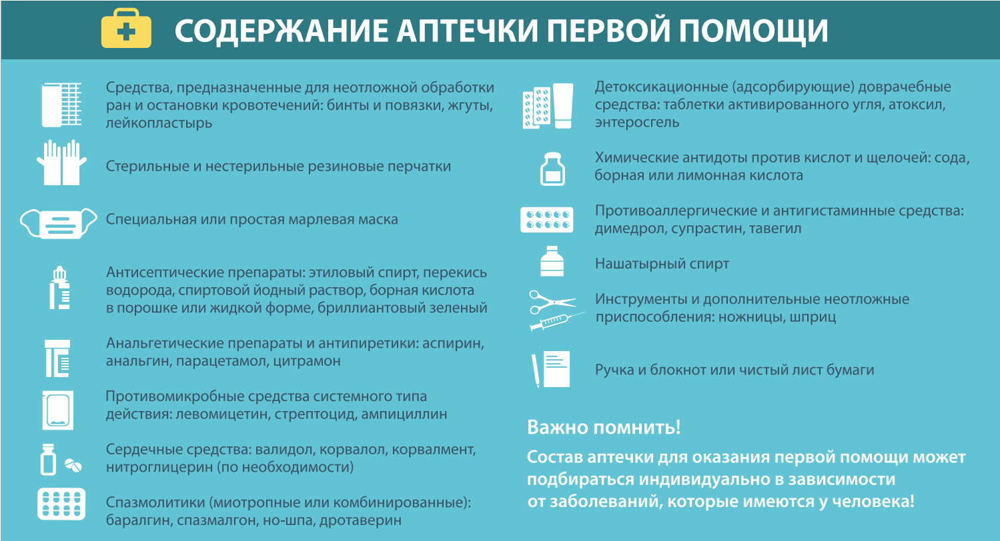 СОДЕРЖАНИЕ АПТЕЧКИ ПЕРВОЙ ПОМОЩИ
Средства, предназначенные для неотложной обработки
ран и остановки кровотечений: бинты и повязки, жгуты,
лейкопластырь
Стерильные и нестерильные резиновые перчатки
Специальная или простая марлевая маска
Антисептические препараты: этиловый спирт, перекись
водорода, спиртовой йодный раствор, борная кислота
в порошке или жидкой форме, бриллиантовый зеленый
Анальгетические препараты и антипиретики: аспирин,
анальгин, парацетамол, цитрамон
Противомикробные средства системного типа
действия: левомицетин, стрептоцид, ампициллин
Сердечные средства: валидол, корвалол, корвалмент,
нитроглицерин (по необходимости)
Спазмолитики (миотропные или комбинированные):
баралгин, спазмалгон, но-шпа, дротаверин
Детоксикационные (адсорбирующие) доврачебные
средства: таблетки активированного угля, атоксил,
энтеросгель
Химические антидоты против кислот и щелочей: сода,
борная или лимонная кислота
Противоаллергические и антигистаминные средства:
димедрол, супрастин, тавегил
Нашатырный спирт
Инструменты и дополнительные неотложные
приспособления: ножницы, шприц
Ручка и блокнот или чистый лист бумаги
Важно помнить!
Состав аптечки для оказания первой помощи может
подбираться индивидуально в зависимости
от заболеваний, которые имеются у человека!